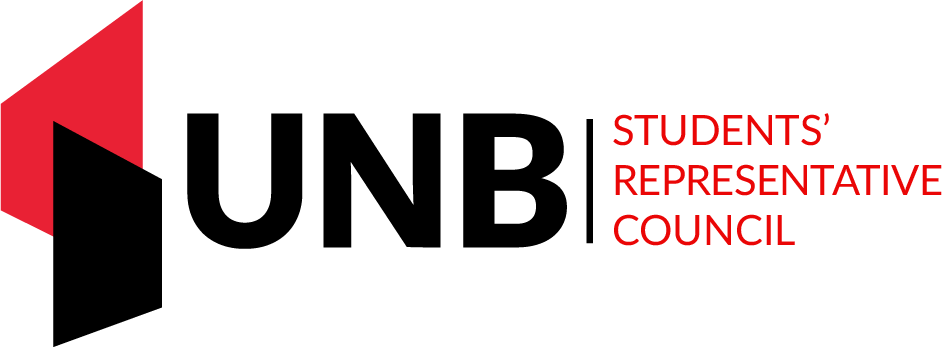 UNB
STUDENTS’
REPRESENTATIVE
COUNCIL